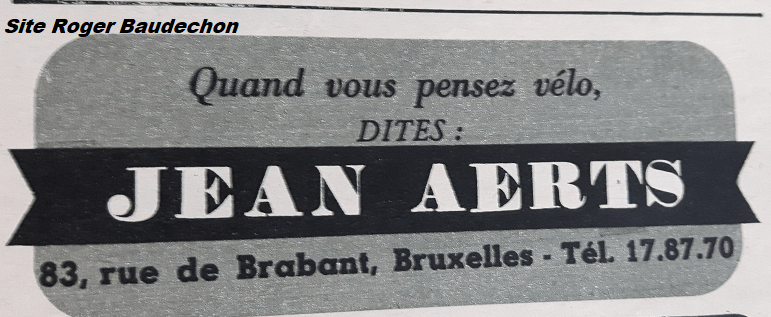 Site Roger Baudechon
Quand vous pensez vélo,
DITES :
JEAN AERTS
83, rue de Brabant, Bruxelles - Tél. 17.87.70